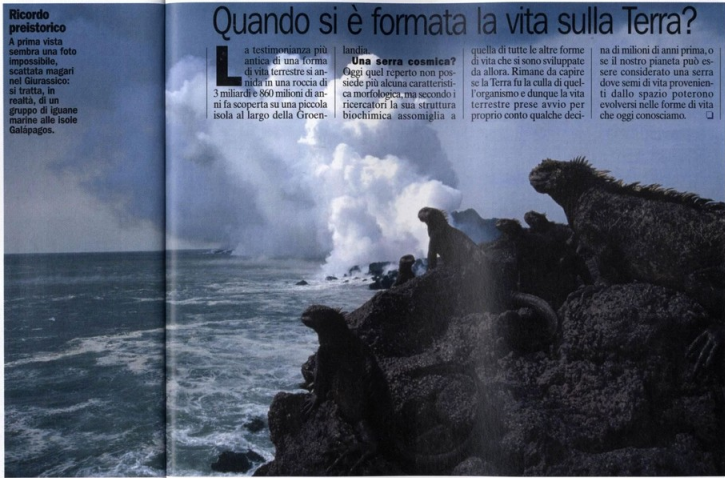 Ricordo
preistorico
A prima vista
sembra una foto
impossibile,
scattata magari
nel Giurassico:
si tratta, in
realtà, di un
gruppo di iguane
marine alle isole
Galápagos.
Quando si è formata la vita sulla Terra?
La testimonianza più
antica di una forma
di vita terrestre si an-
nida in una roccia di
3 miliardi e 860 milioni di an-
ni fa scoperta su una piccola
isola al largo della Groen-
landia.
Una serra cosmica?
Oggi quel reperto non pos-
siede più alcuna caratteristi-
ca morfologica, ma secondo i
ricercatori la sua struttura
biochimica assomiglia a
quella di tutte le altre forme
di vita che si sono sviluppate
da allora. Rimane da capire
se la Terra fu la culla di quel-
l'organismo e dunque la vita
terrestre prese avvio per
proprio conto qualche deci-
na di milioni di anni prima, o
se il nostro pianeta può es-
sere considerato una serra
dove semi di vita provenien-
ti dallo spazio poterono
evolversi nelle forme di vita
che oggi conosciamo. ❑